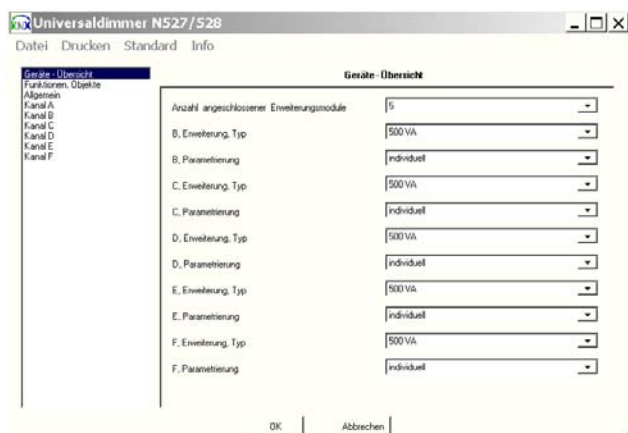 KNX Universaldimmer N527/528
Datei Drucken Standard Info
Geräte - Übersicht
Funktionen, Objekte
Allgemein
Kanal A
Kanal B
Kanal C
Kanal D
Kanal E
Kanal F
Geräte - Übersicht
Anzahl angeschlossener Erweiterungsmodule 5
B, Erweiterung, Typ 500 VA
B, Parametrierung individuell
C, Erweiterung, Typ 500 VA
C, Parametrierung individuell
D, Erweiterung, Typ 500 VA
D, Parametrierung individuell
E, Erweiterung, Typ 500 VA
E, Parametrierung individuell
F, Erweiterung, Typ 500 VA
F, Parametrierung individuell
OK Abbrechen